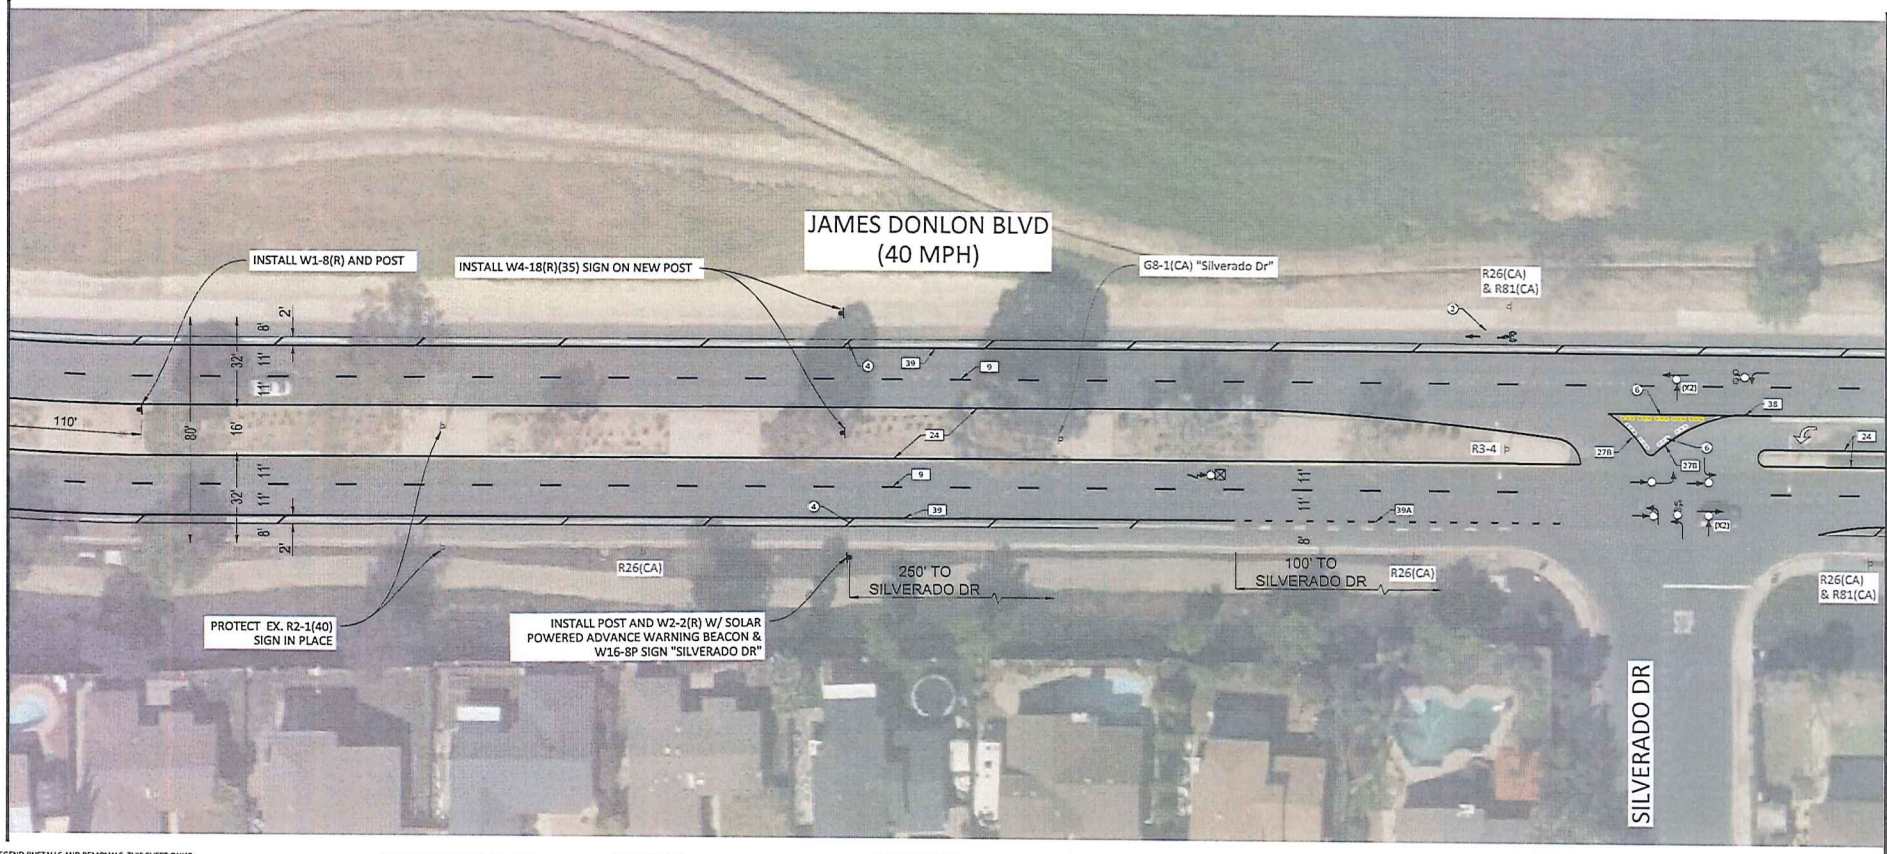 JAMES DONLON BLVD
(40 MPH)
INSTALL W1-8(R) AND POST
INSTALL W4-18(R)(35) SIGN ON NEW POST
G8-1(CA) "Silverado Dr"
R26(CA)
& R81(CA)
2
2'
8'
32'
11'
11'
4
39
9
6
(X2)
38
110'
80'
16'
24
R3-4
27B
6
27B
24
11'
32'
11'
9
11'
11'
4
39
39A
(X2)
8'
2'
8'
R26(CA)
250' TO
SILVERADO DR
100' TO
SILVERADO DR
R26(CA)
R26(CA)
& R81(CA)
PROTECT EX. R2-1(40)
SIGN IN PLACE
INSTALL POST AND W2-2(R) W/ SOLAR
POWERED ADVANCE WARNING BEACON &
W16-8P SIGN "SILVERADO DR"
SILVERADO DR